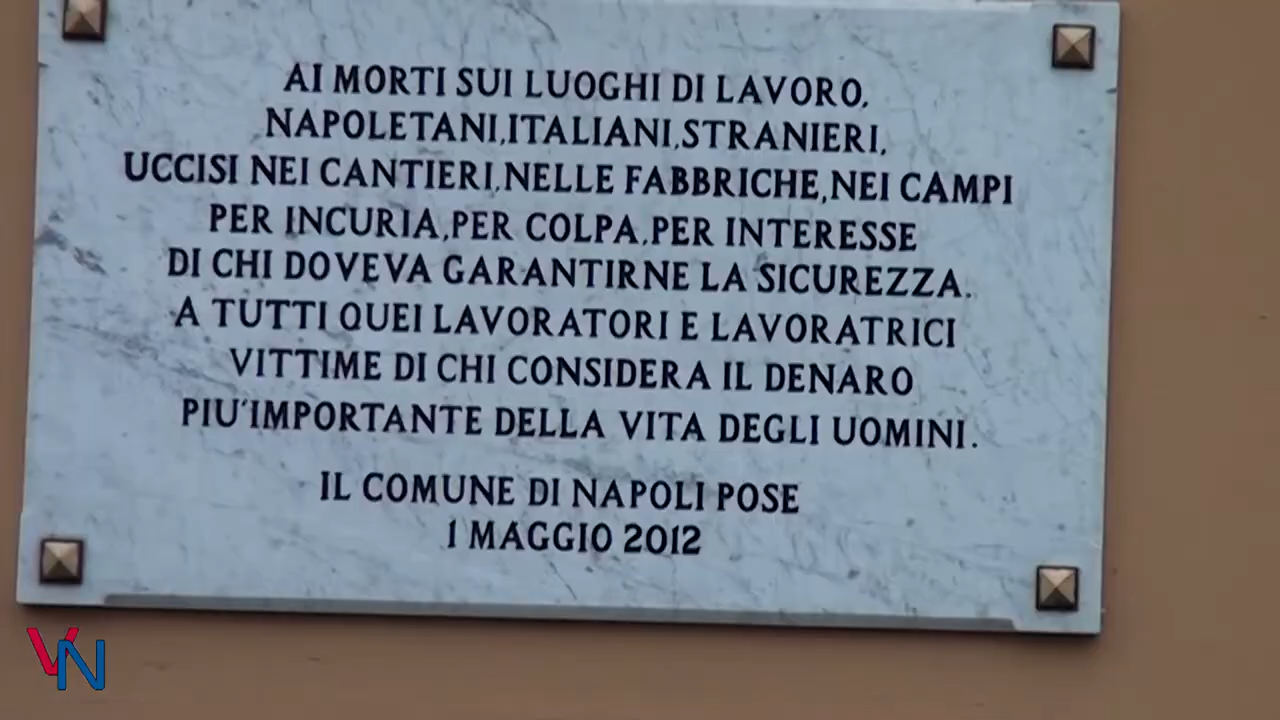 AI MORTI SUI LUOGHI DI LAVORO,
NAPOLETANI,ITALIANI,STRANIERI,
UCCISI NEI CANTIERI,NELLE FABBRICHE,NEI CAMPI
PER INCURIA,PER COLPA,PER INTERESSE
DI CHI DOVEVA GARANTIRNE LA SICUREZZA.
A TUTTI QUEI LAVORATORI E LAVORATRICI
VITTIME DI CHI CONSIDERA IL DENARO
PIU'IMPORTANTE DELLA VITA DEGLI UOMINI.
IL COMUNE DI NAPOLI POSE
1 MAGGIO 2012
VN